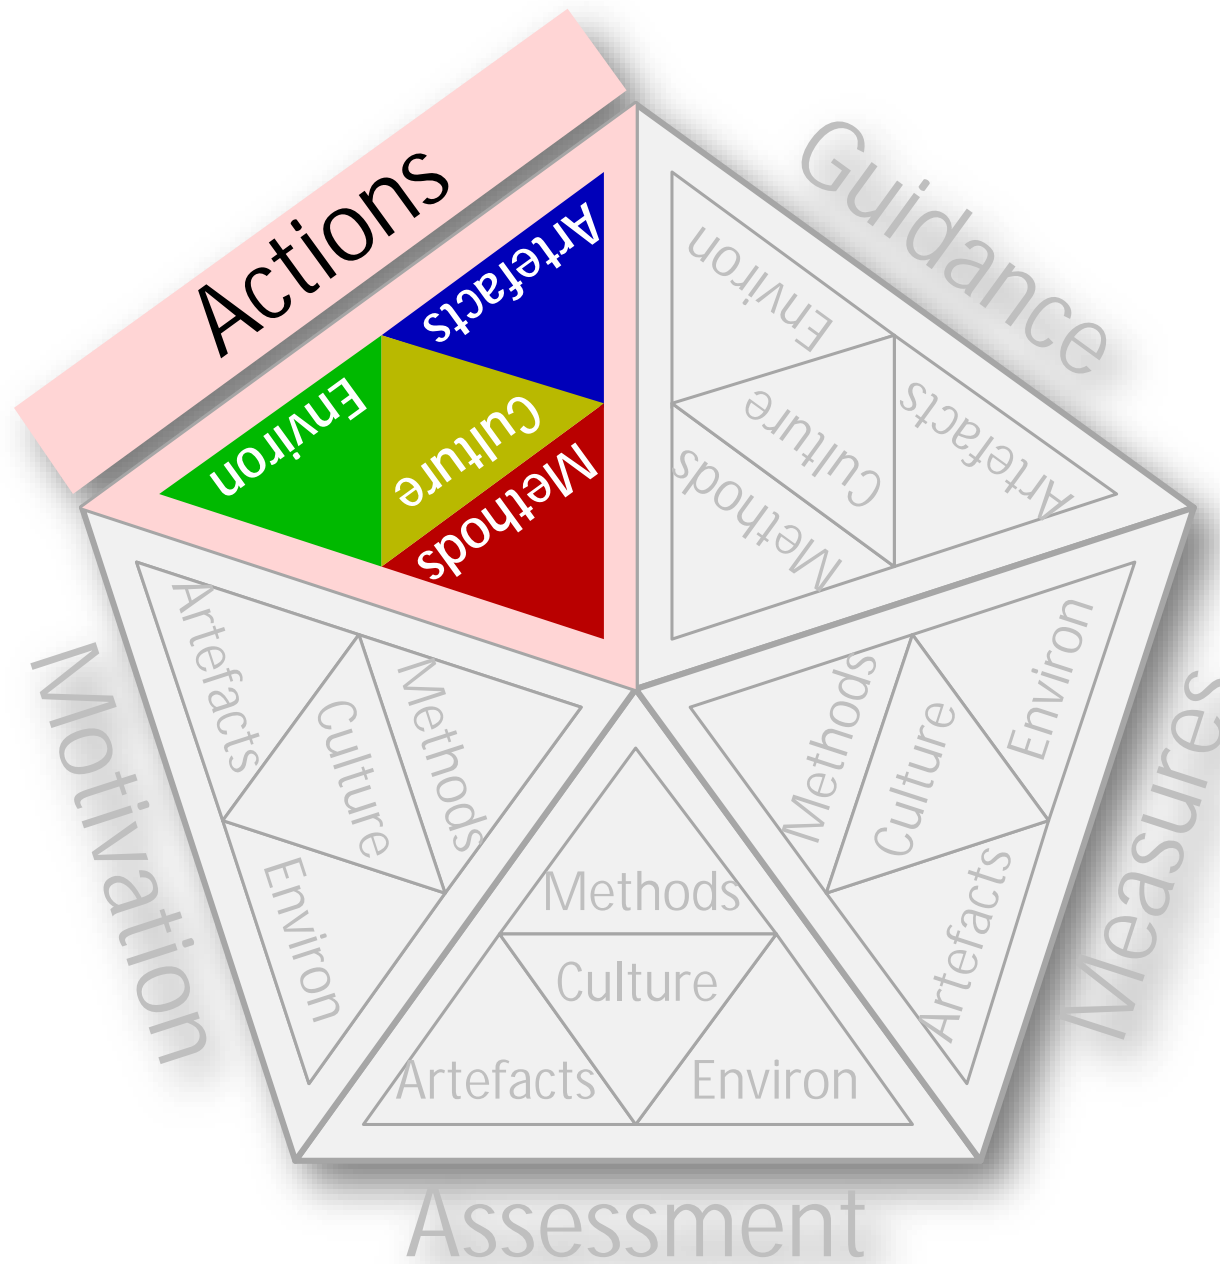 Actions
Artefacts
Environ
Culture
Methods
Guidance
Environ
Artefacts
Culture
Methods
Measures
Environ
Methods
Culture
Artefacts
Motivation
Artefacts
Methods
Culture
Environ
Methods
Culture
Artefacts
Environ
Assessment